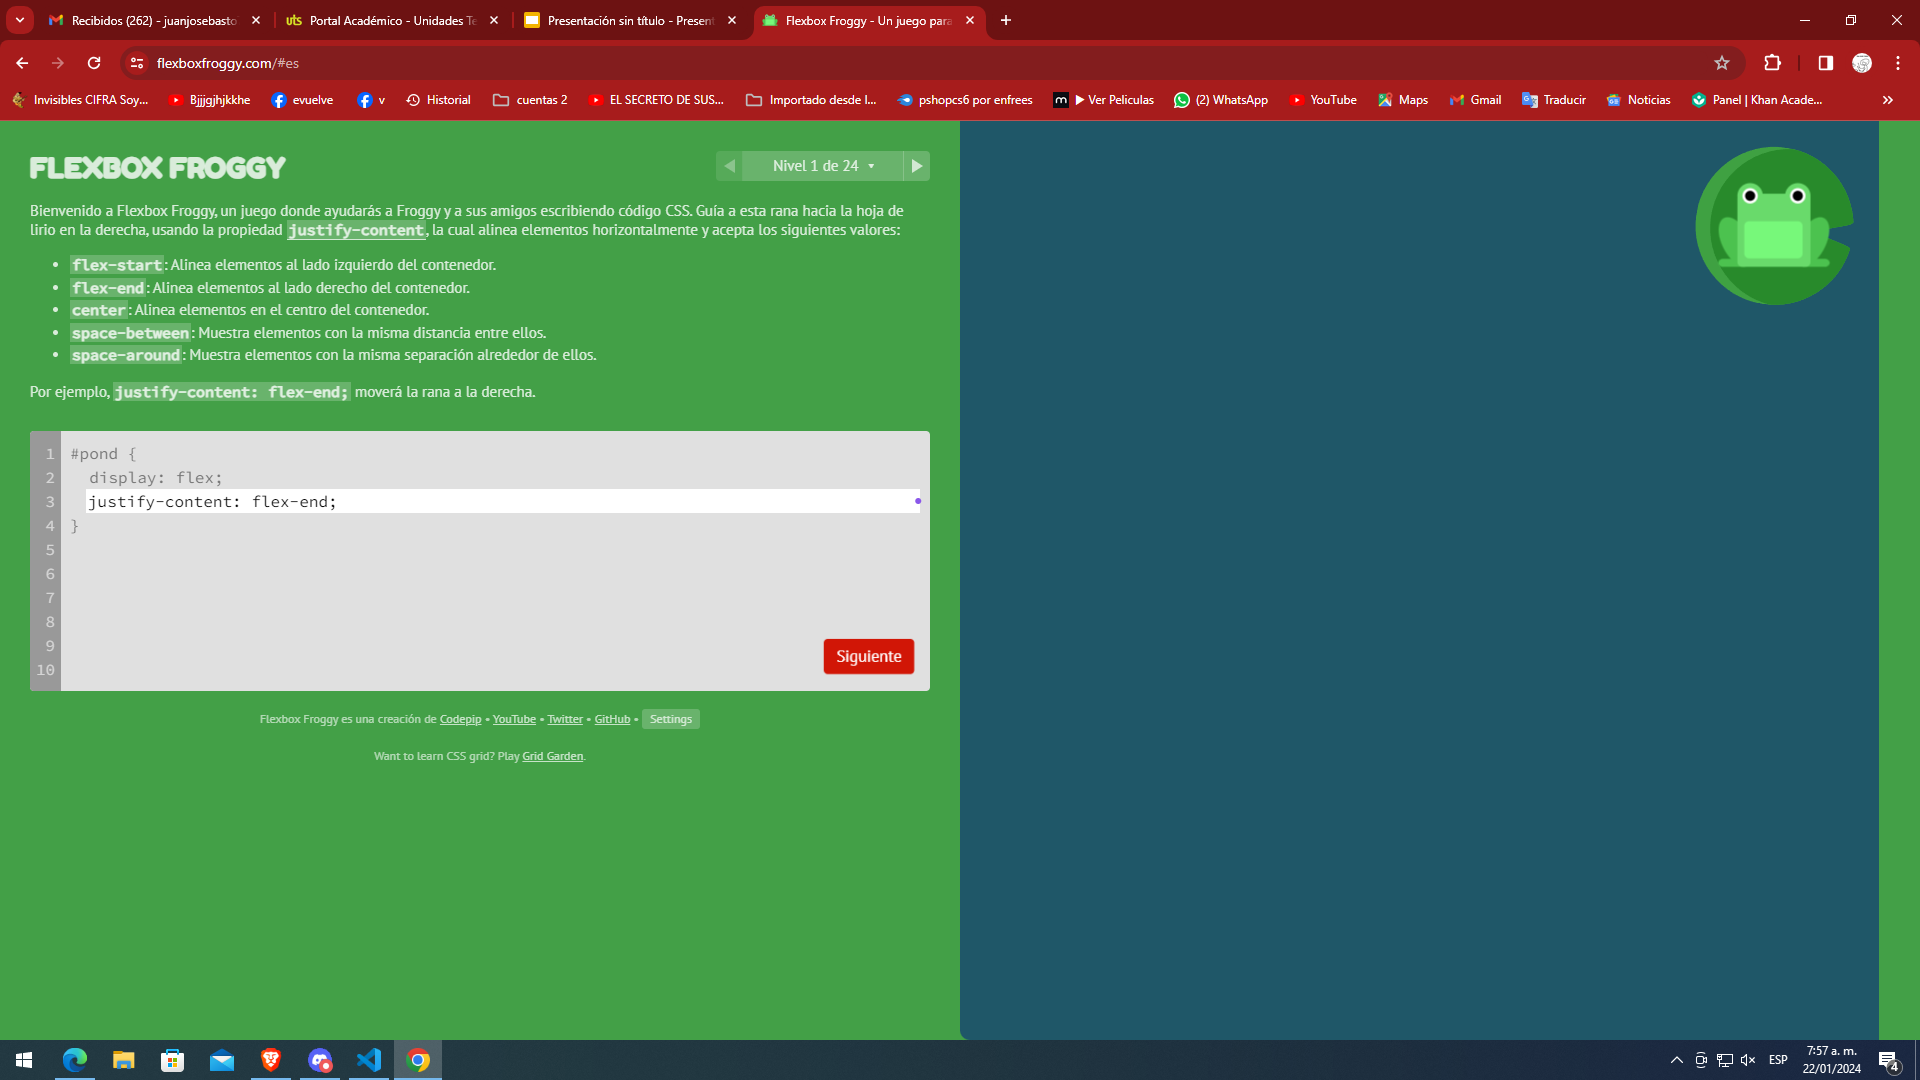 Recibidos (262) - juanjosebasto
uts Portal Académico - Unidades Te
Presentación sin título - Present
Flexbox Froggy - Un juego para
flexboxfroggy.com/#es
Invisibles CIFRA Soy...
Bjjjgjhjkkhe
evuelve
v
Historial
cuentas 2
EL SECRETO DE SUS...
Importado desde I...
pshopcs6 por enfrees
m ▶ Ver Peliculas
(2) WhatsApp
YouTube
Maps
Gmail
Traducir
Noticias
Panel | Khan Acade...
FLEXBOX FROGGY
Nivel 1 de 24
Bienvenido a Flexbox Froggy, un juego donde ayudarás a Froggy y a sus amigos escribiendo código CSS. Guía a esta rana hacia la hoja de
lirio en la derecha, usando la propiedad justify-content, la cual alinea elementos horizontalmente y acepta los siguientes valores:
• flex-start: Alinea elementos al lado izquierdo del contenedor.
• flex-end: Alinea elementos al lado derecho del contenedor.
• center: Alinea elementos en el centro del contenedor.
• space-between: Muestra elementos con la misma distancia entre ellos.
• space-around: Muestra elementos con la misma separación alrededor de ellos.
Por ejemplo, justify-content: flex-end; moverá la rana a la derecha.
1 #pond {
2 display: flex;
3 justify-content: flex-end;
4 }
5
6
7
8
9
10
Siguiente
Flexbox Froggy es una creación de Codepip • YouTube • Twitter • GitHub • Settings
Want to learn CSS grid? Play Grid Garden.
ESP
7:57 a. m.
22/01/2024
4